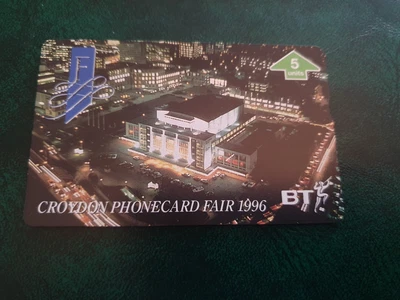 5
units
CROYDON PHONECARD FAIR 1996
BT